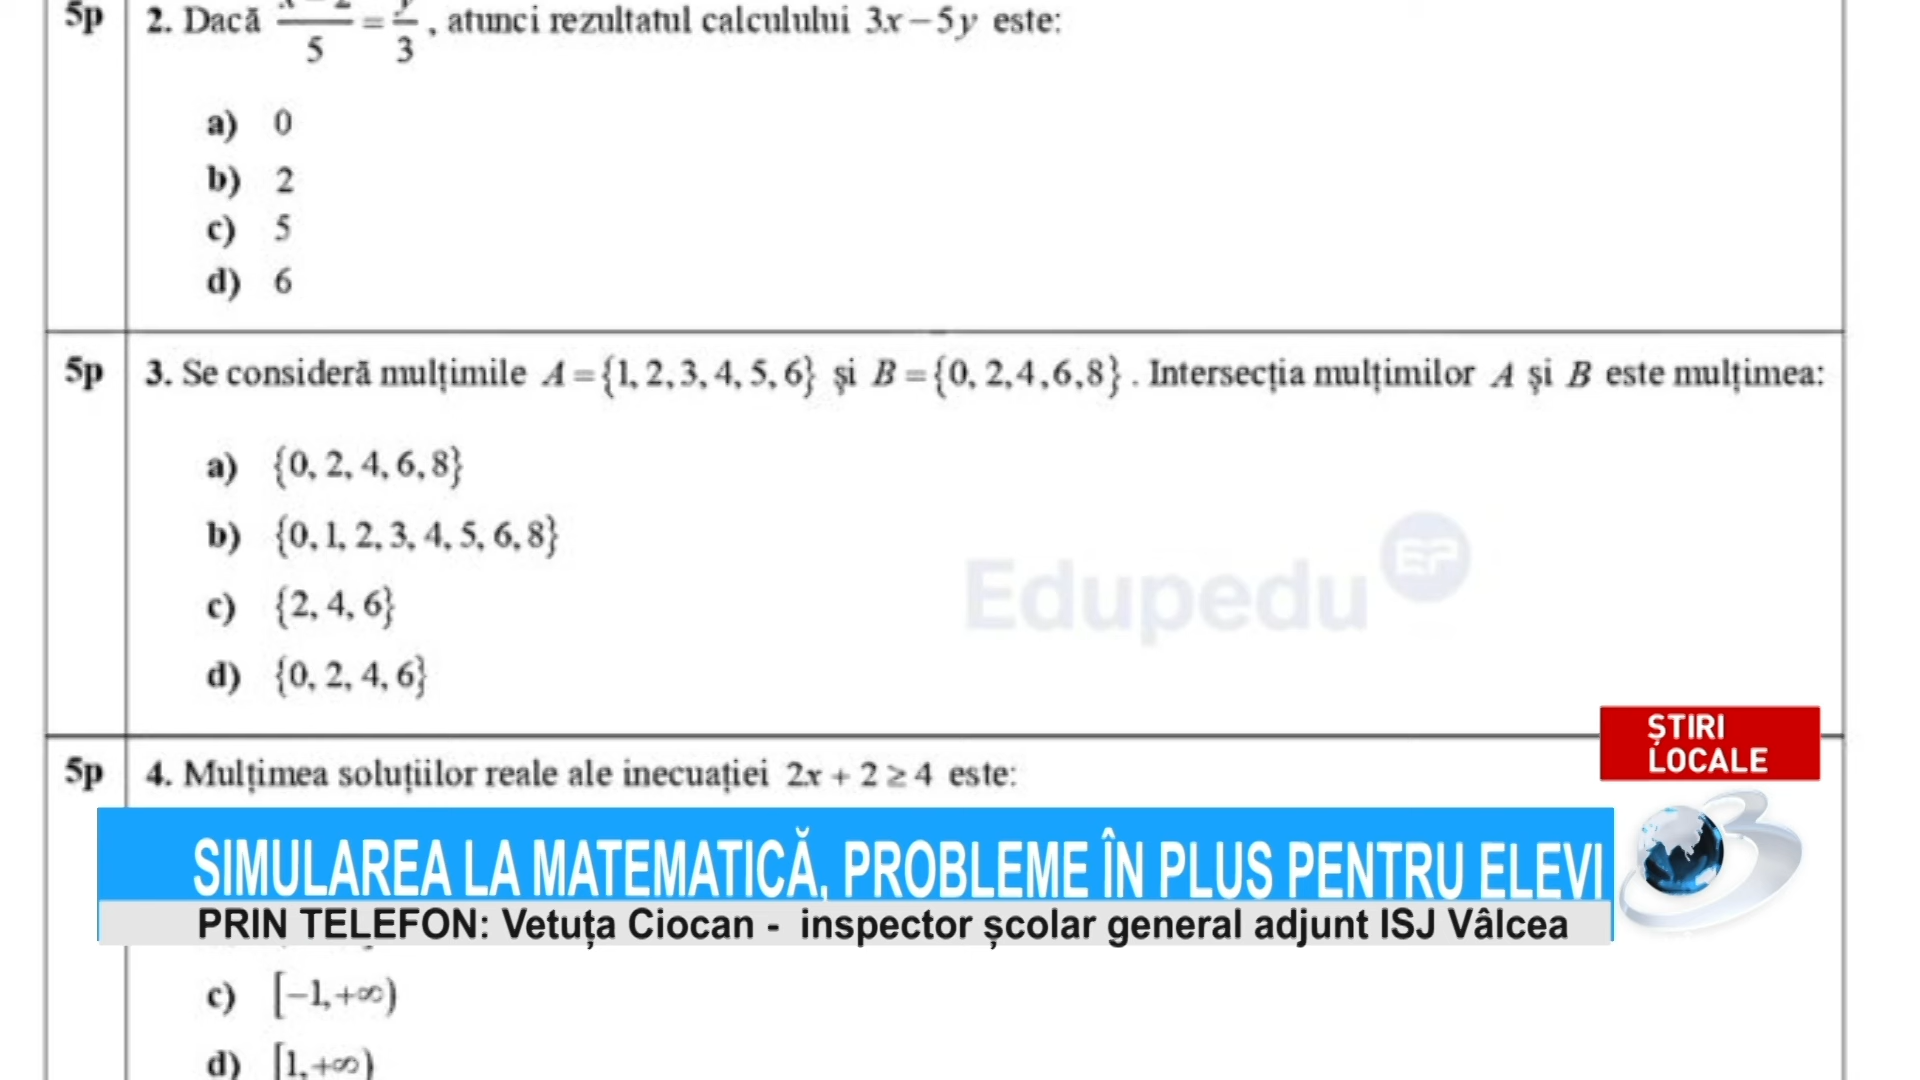 5p 2. Dacă x − 2 / 5 = y / 3 , atunci rezultatul calculului 3x − 5y este:
a) 0
b) 2
c) 5
d) 6
5p 3. Se consideră mulțimile A = {1, 2, 3, 4, 5, 6} și B = {0, 2, 4, 6, 8} . Intersecția mulțimilor A și B este mulțimea:
a) {0, 2, 4, 6, 8}
b) {0, 1, 2, 3, 4, 5, 6, 8}
c) {2, 4, 6}
d) {0, 2, 4, 6}
Edupedu EP
5p 4. Mulțimea soluțiilor reale ale inecuației 2x + 2 ≥ 4 este:
ȘTIRI
LOCALE
SIMULAREA LA MATEMATICĂ, PROBLEME ÎN PLUS PENTRU ELEVI
PRIN TELEFON: Vetuța Ciocan - inspector școlar general adjunct ISJ Vâlcea
c) [−1, +∞)
d) [1, +∞)